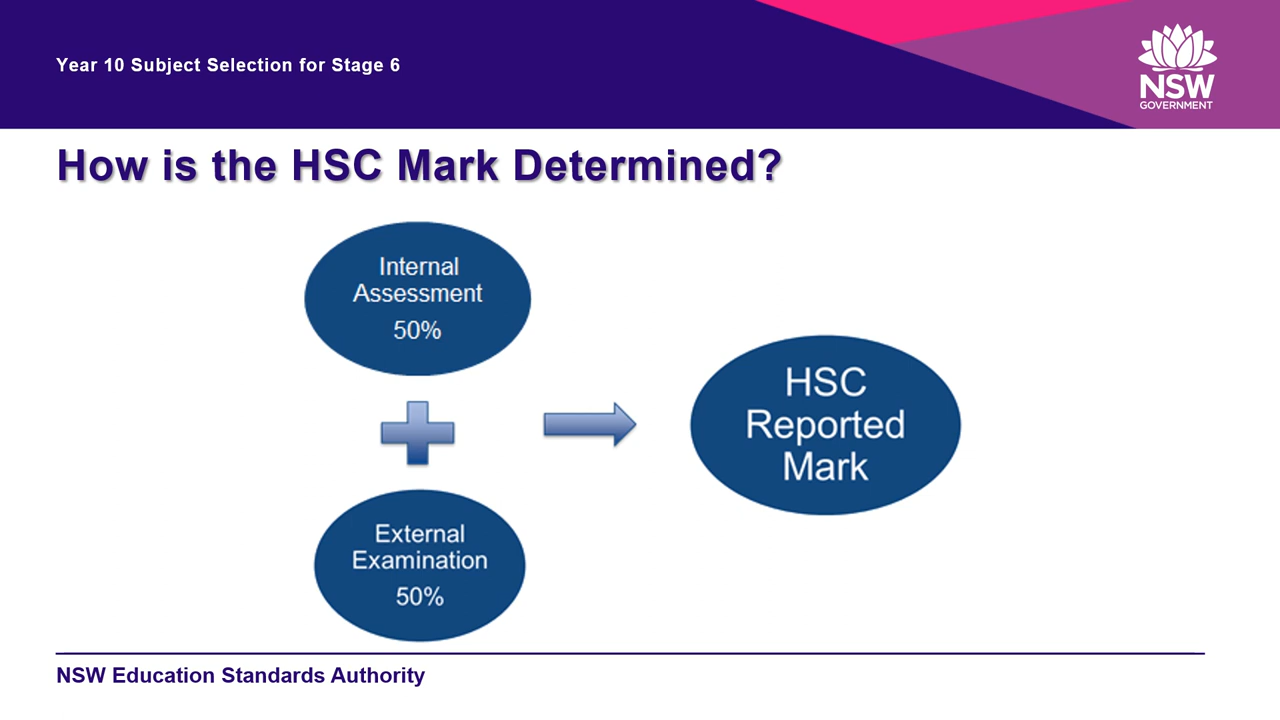 Year 10 Subject Selection for Stage 6
NSW
GOVERNMENT
How is the HSC Mark Determined?
Internal
Assessment
50%
External
Examination
50%
HSC
Reported
Mark
NSW Education Standards Authority